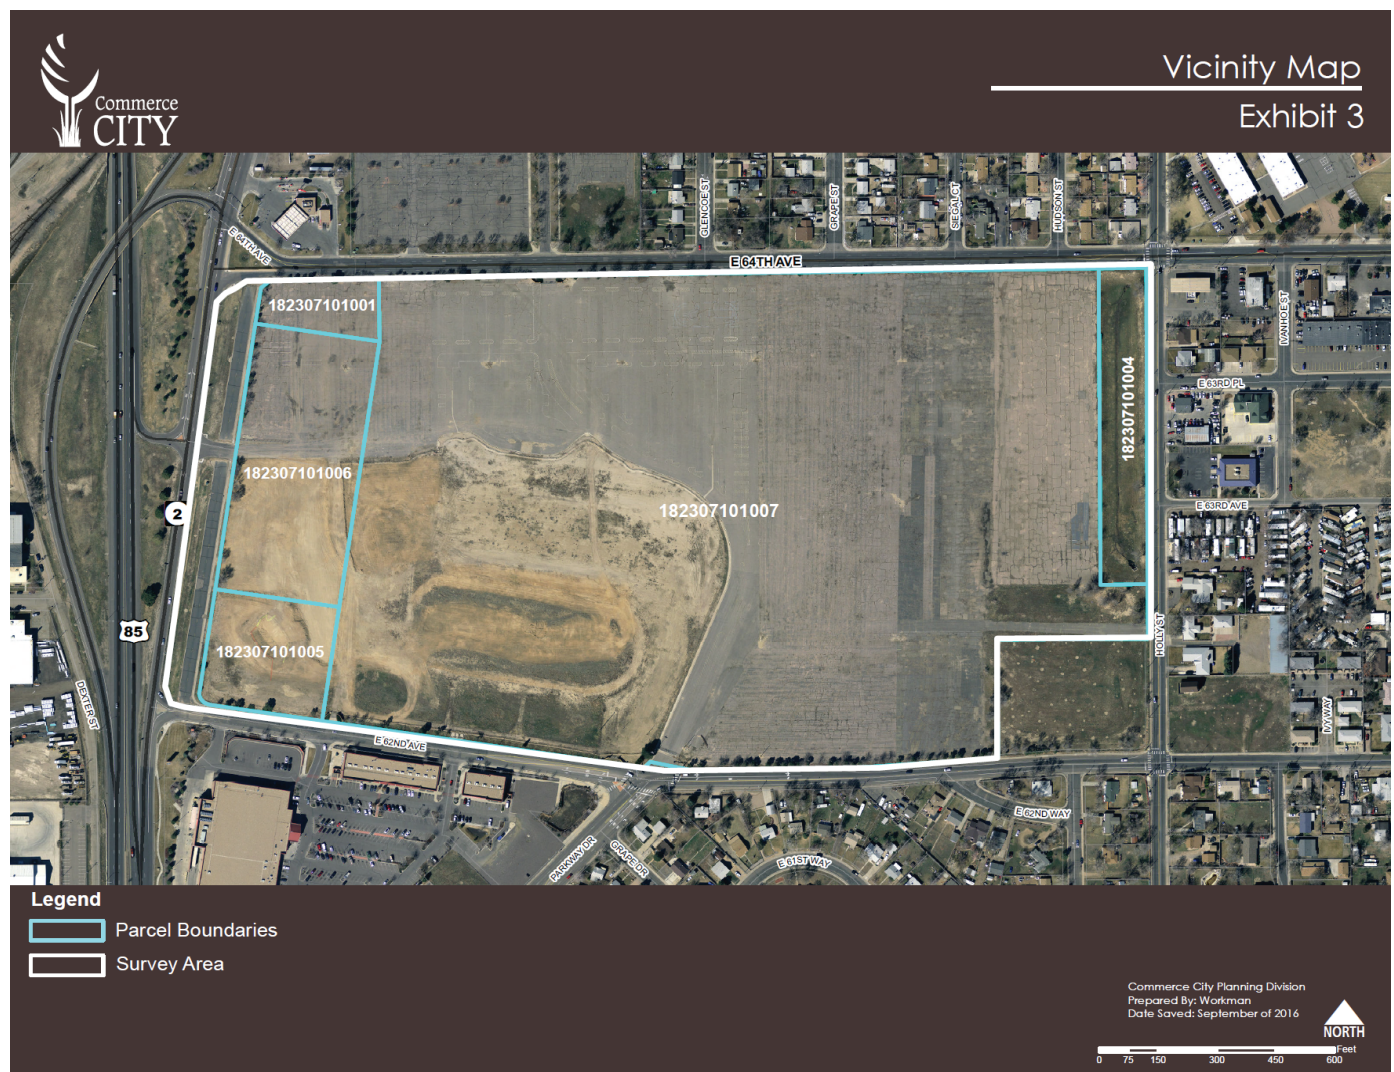 Commerce
CITY
Vicinity Map
Exhibit 3
GLENCOE ST
GRAPE ST
SIEGAL CT
HUDSON ST
E 64TH AVE
E 64TH AVE
182307101001
IVANHOE ST
182307101004
E 63RD PL
182307101006
182307101007
E 63RD AVE
2
85
182307101005
HOLLY ST
DEXTER ST
IVY WAY
E 62ND AVE
E 62ND WAY
PARKWAY DR
GRAPE DR
E 61ST WAY
Legend
Parcel Boundaries
Survey Area
Commerce City Planning Division
Prepared By: Workman
Date Saved: September of 2016
NORTH
Feet
0 75 150 300 450 600